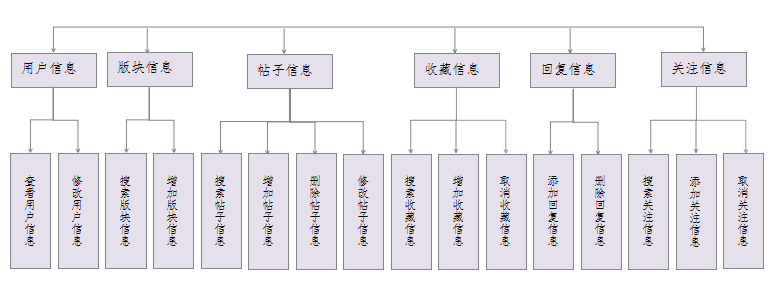 用户信息
版块信息
帖子信息
收藏信息
回复信息
关注信息
查看用户信息
修改用户信息
搜索版块信息
增加版块信息
搜索帖子信息
增加帖子信息
删除帖子信息
修改帖子信息
搜索收藏信息
增加收藏信息
取消收藏信息
添加回复信息
删除回复信息
搜索关注信息
添加关注信息
取消关注信息